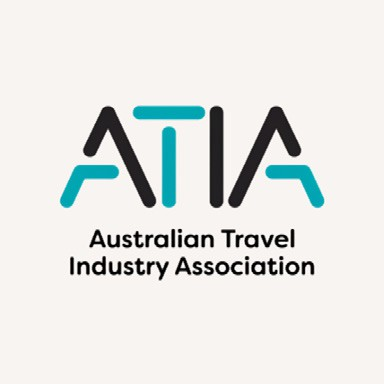 ATIA
Australian Travel
Industry Association